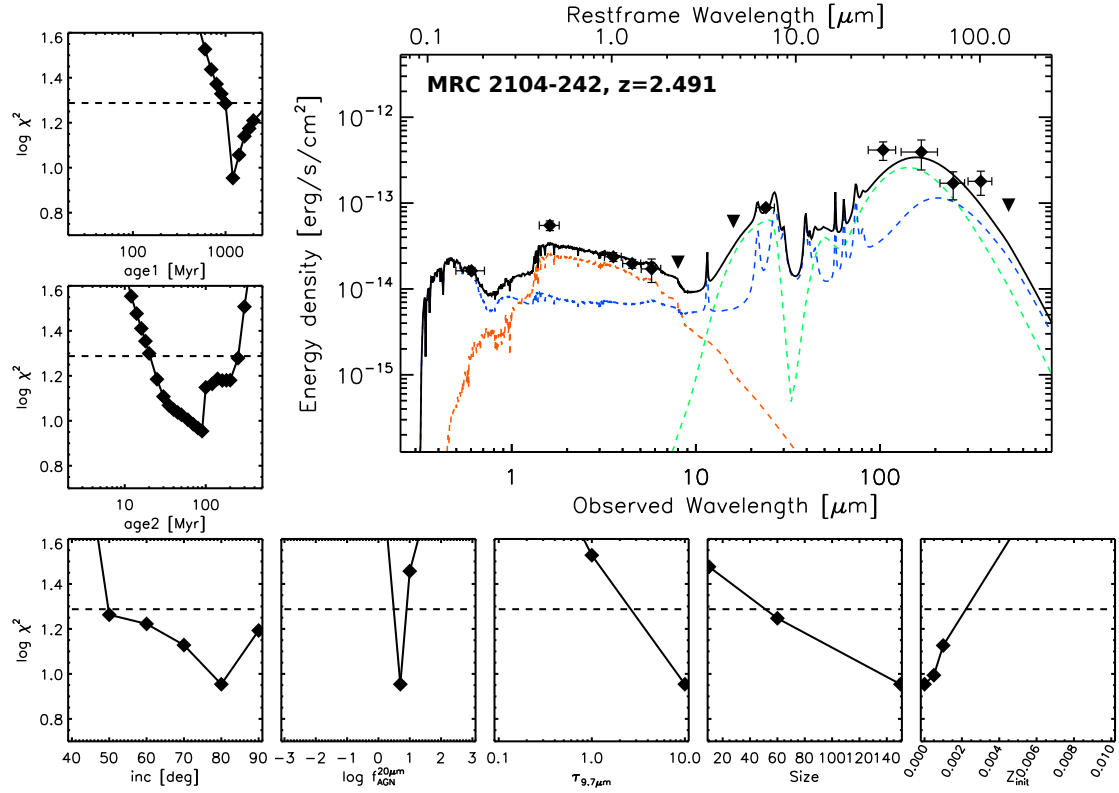 Restframe Wavelength [μm]
0.1 1.0 10.0 100.0
MRC 2104-242, z=2.491
Energy density [erg/s/cm²]
10⁻¹²
10⁻¹³
10⁻¹⁴
10⁻¹⁵
1 10 100
Observed Wavelength [μm]
log χ²
1.6
1.4
1.2
1.0
0.8
100 1000
age1 [Myr]
log χ²
1.6
1.4
1.2
1.0
0.8
10 100
age2 [Myr]
log χ²
1.6
1.4
1.2
1.0
0.8
40 50 60 70 80 90
inc [deg]
−3 −2 −1 0 1 2 3
log f_AGN^20μm
0.1 1.0 10.0
τ9.7μm
20 40 60 80 100 120 140
Size
0.000 0.002 0.004 0.006 0.008 0.010
Z_init